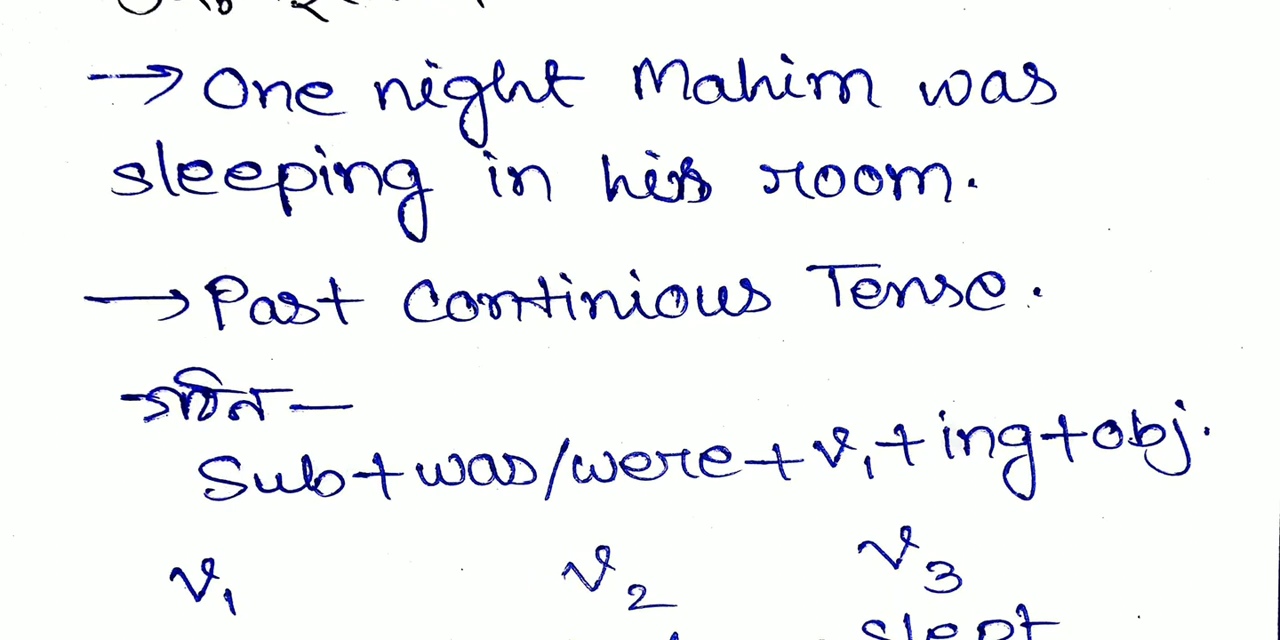 → One night Mahim was
sleeping in his room.
→ Past Continious Tense.
→ গঠন —
Sub + was/were + v₁ + ing + obj.
v₁ v₂ v₃
slept